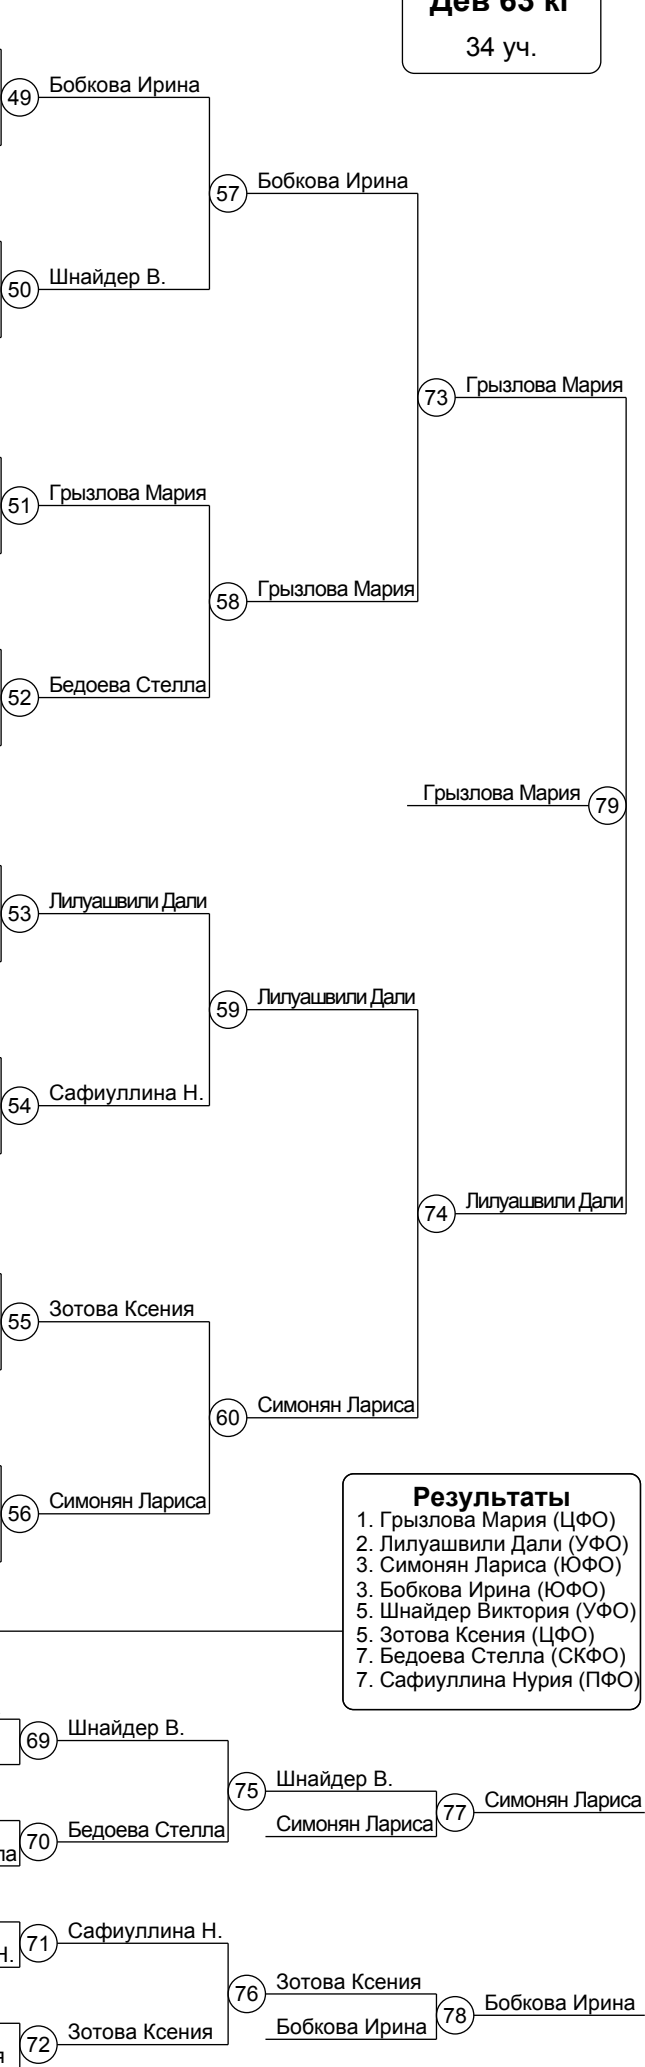 Дев 63 кг
34 уч.
49 Бобкова Ирина
57 Бобкова Ирина
50 Шнайдер В.
73 Грызлова Мария
51 Грызлова Мария
58 Грызлова Мария
52 Бедоева Стелла
Грызлова Мария 79
53 Лилуашвили Дали
59 Лилуашвили Дали
54 Сафиуллина Н.
74 Лилуашвили Дали
55 Зотова Ксения
60 Симонян Лариса
56 Симонян Лариса
Результаты
1. Грызлова Мария (ЦФО)
2. Лилуашвили Дали (УФО)
3. Симонян Лариса (ЮФО)
3. Бобкова Ирина (ЮФО)
5. Шнайдер Виктория (УФО)
5. Зотова Ксения (ЦФО)
7. Бедоева Стелла (СКФО)
7. Сафиуллина Нурия (ПФО)
69 Шнайдер В.
75 Шнайдер В.
77 Симонян Лариса
Симонян Лариса
70 Бедоева Стелла
71 Сафиуллина Н.
Н.
76 Зотова Ксения
78 Бобкова Ирина
Бобкова Ирина
72 Зотова Ксения